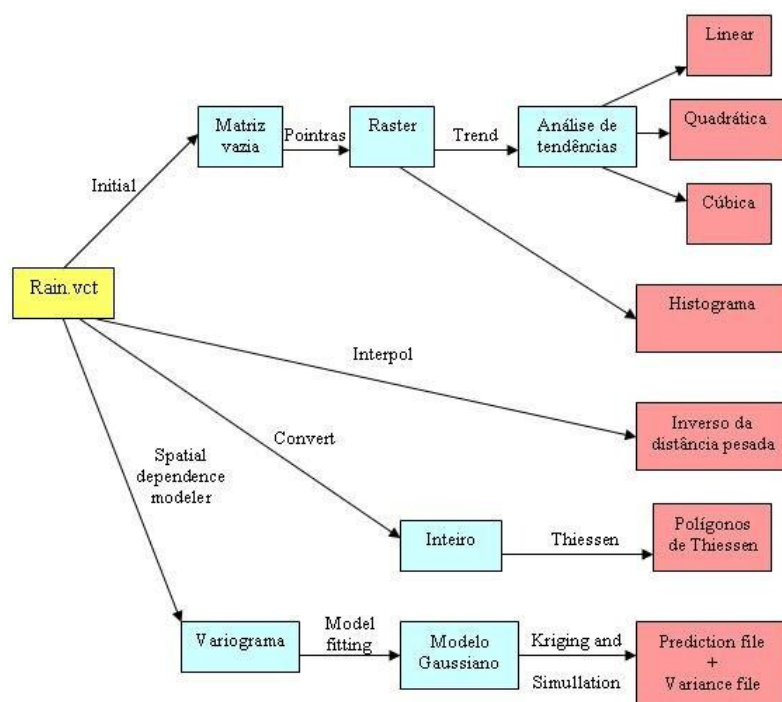 Linear
Matriz
vazia
Pointras
Raster
Trend
Análise de
tendências
Quadrática
Initial
Cúbica
Rain.vct
Histograma
Interpol
Inverso da
distância pesada
Convert
Spatial
dependence
modeler
Inteiro
Thiessen
Polígonos
de Thiessen
Variograma
Model
fitting
Modelo
Gaussiano
Kriging and
Simullation
Prediction file
+
Variance file